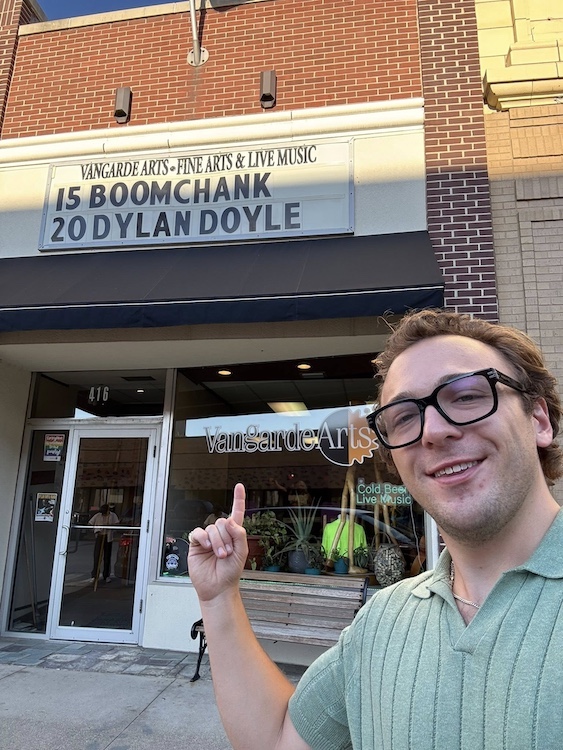 VANGARDE ARTS • FINE ARTS & LIVE MUSIC
15 BOOMCHANK
20 DYLAN DOYLE
416
VangardeArts
Cold Beer
Live Music